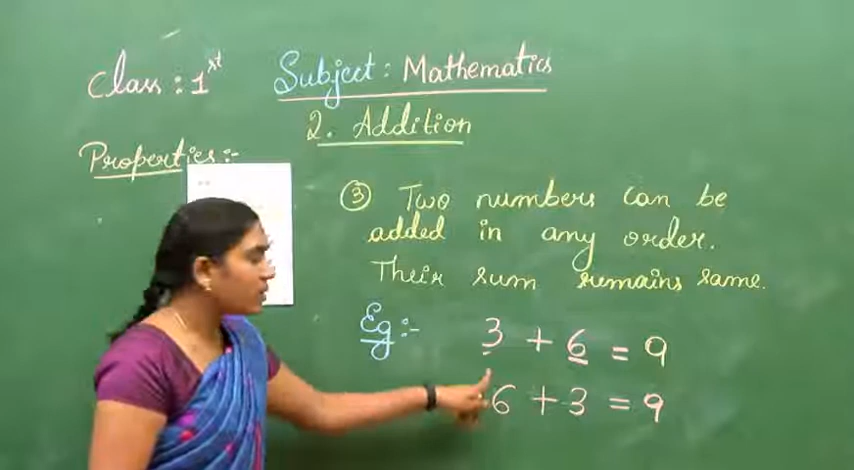 Class : 1st Subject : Mathematics
2. Addition
Properties :-
③ Two numbers can be
added in any order.
Their sum remains same.
Eg :- 3 + 6 = 9
6 + 3 = 9